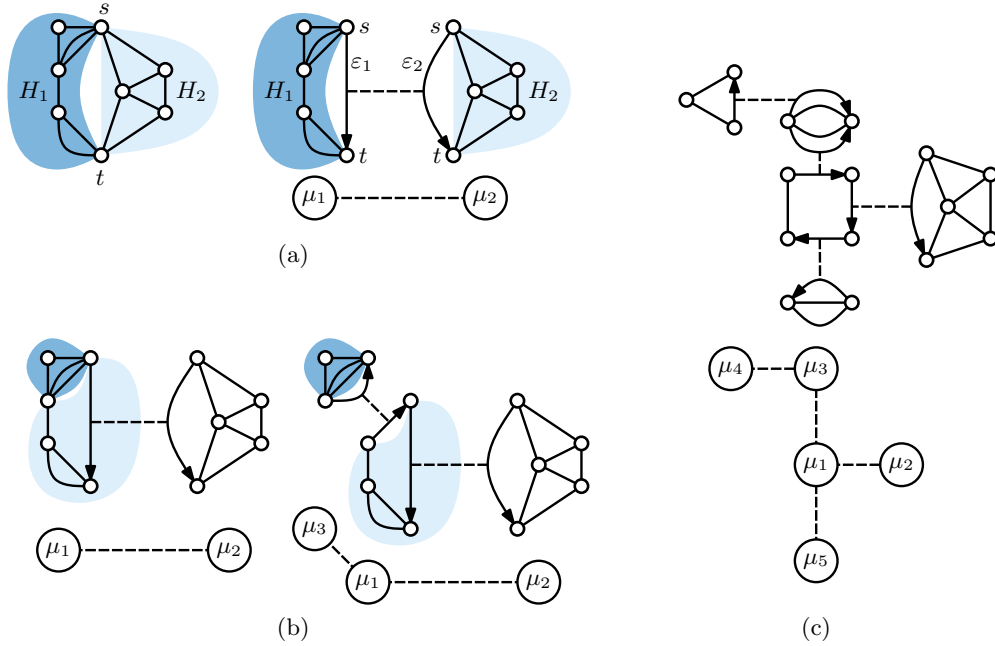 s
H₁ H₂
t
s s
ε₁ ε₂
H₁ H₂
t t
μ₁ μ₂
(a)
μ₁ μ₂
μ₃
μ₁ μ₂
(b)
μ₄ μ₃
μ₁ μ₂
μ₅
(c)